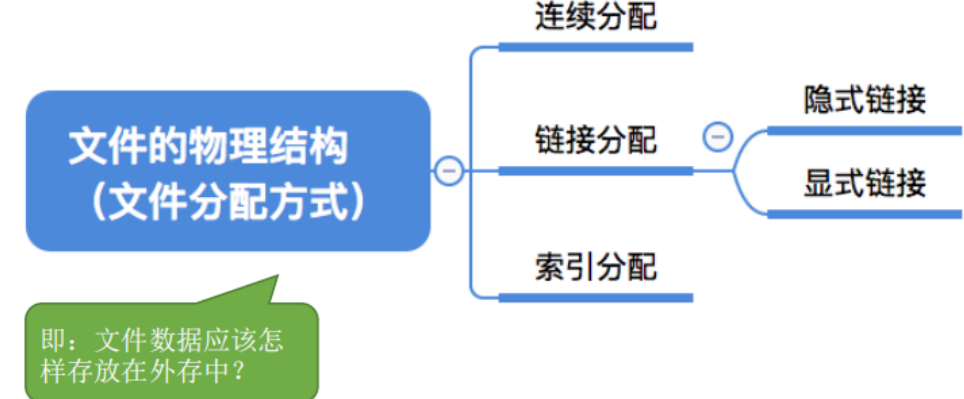 连续分配
隐式链接
文件的物理结构
（文件分配方式）
链接分配
显式链接
索引分配
即：文件数据应该怎
样存放在外存中？